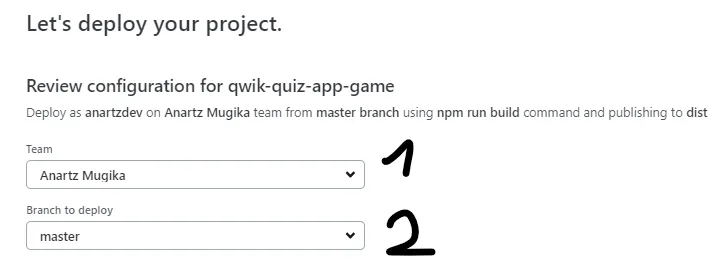 Let's deploy your project.
Review configuration for qwik-quiz-app-game
Deploy as anartzdev on Anartz Mugika team from master branch using npm run build command and publishing to dist
Team
Anartz Mugika
1
Branch to deploy
master
2